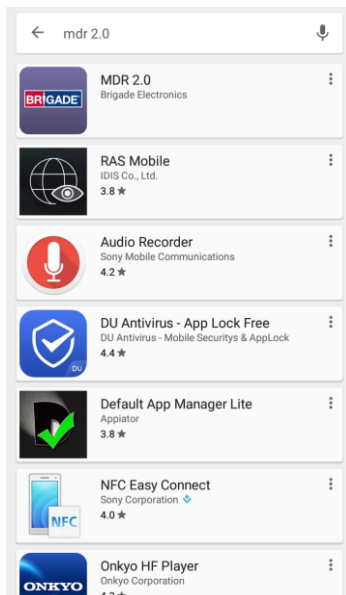 mdr 2.0
BRIGADE
MDR 2.0
Brigade Electronics
RAS Mobile
IDIS Co., Ltd.
3.8 ★
Audio Recorder
Sony Mobile Communications
4.2 ★
DU
DU Antivirus - App Lock Free
DU Antivirus - Mobile Securitys & AppLock
4.4 ★
Default App Manager Lite
Appiator
3.8 ★
NFC
NFC Easy Connect
Sony Corporation
4.0 ★
ONKYO
Onkyo HF Player
Onkyo Corporation